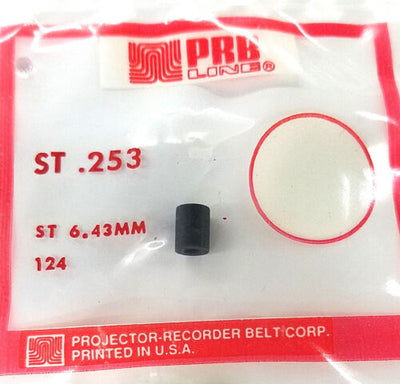 PRB
LINE®
ST .253
ST 6.43MM
124
PROJECTOR-RECORDER BELT CORP.
PRINTED IN U.S.A.